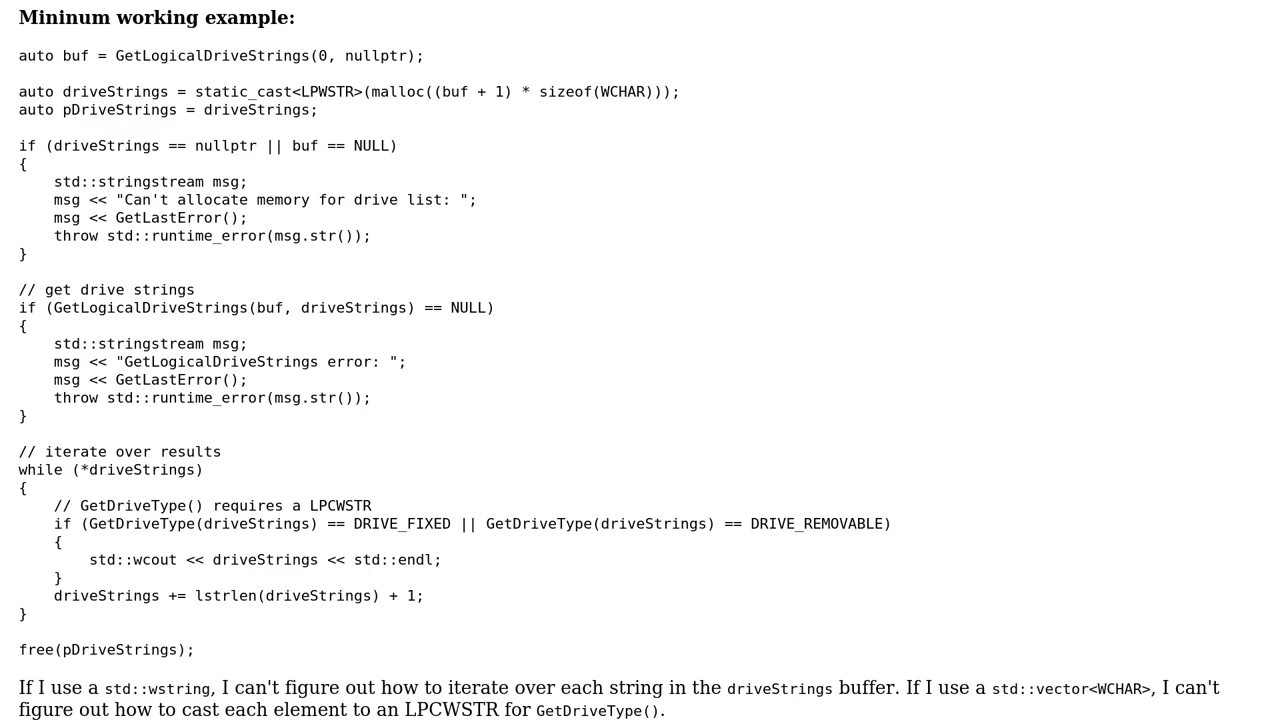 Mininum working example:
auto buf = GetLogicalDriveStrings(0, nullptr);
auto driveStrings = static_cast<LPWSTR>(malloc((buf + 1) * sizeof(WCHAR)));
auto pDriveStrings = driveStrings;
if (driveStrings == nullptr || buf == NULL)
{
    std::stringstream msg;
    msg << "Can't allocate memory for drive list: ";
    msg << GetLastError();
    throw std::runtime_error(msg.str());
}
// get drive strings
if (GetLogicalDriveStrings(buf, driveStrings) == NULL)
{
    std::stringstream msg;
    msg << "GetLogicalDriveStrings error: ";
    msg << GetLastError();
    throw std::runtime_error(msg.str());
}
// iterate over results
while (*driveStrings)
{
    // GetDriveType() requires a LPCWSTR
    if (GetDriveType(driveStrings) == DRIVE_FIXED || GetDriveType(driveStrings) == DRIVE_REMOVABLE)
    {
        std::wcout << driveStrings << std::endl;
    }
    driveStrings += lstrlen(driveStrings) + 1;
}
free(pDriveStrings);
If I use a std::wstring, I can't figure out how to iterate over each string in the driveStrings buffer. If I use a std::vector<WCHAR>, I can't
figure out how to cast each element to an LPCWSTR for GetDriveType().